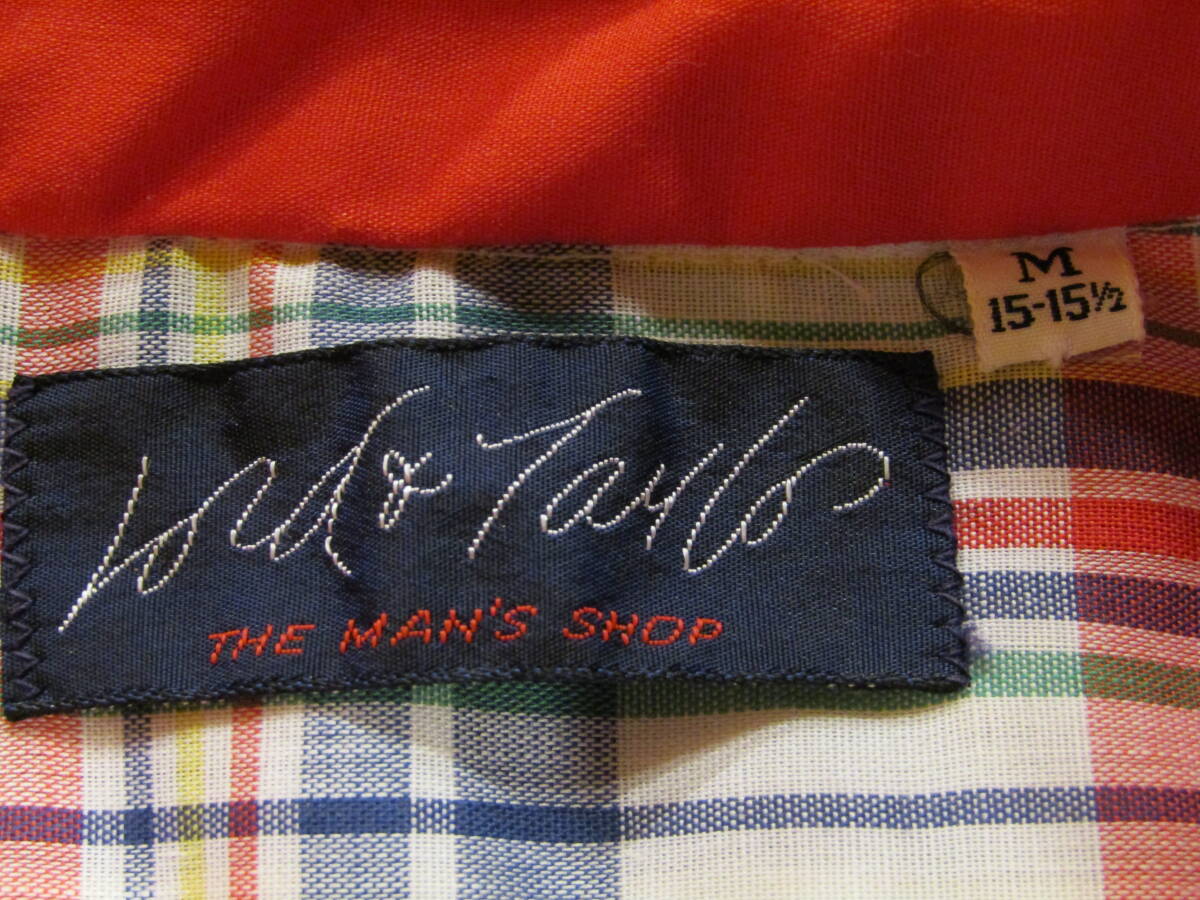 M
15-15½
Lord & Taylor
THE MAN'S SHOP